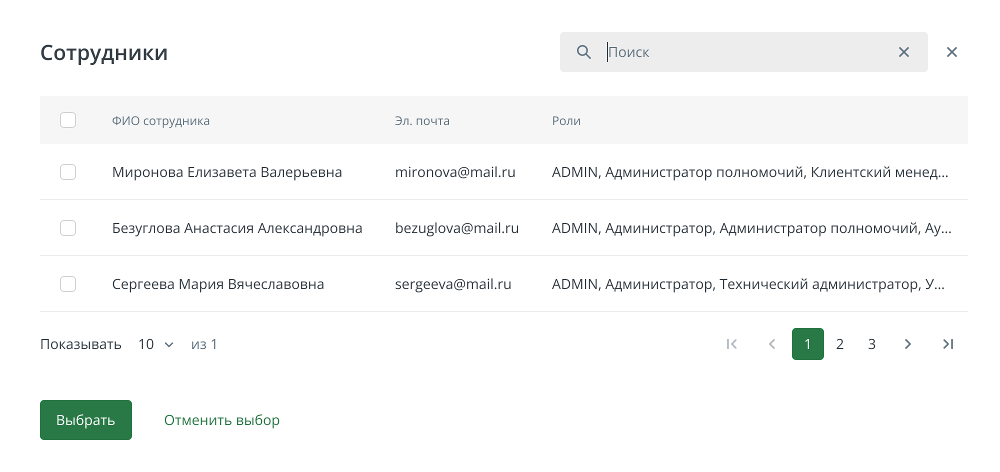 Сотрудники
Поиск
ФИО сотрудника Эл. почта Роли
Миронова Елизавета Валерьевна mironova@mail.ru ADMIN, Администратор полномочий, Клиентский менед...
Безуглова Анастасия Александровна bezuglova@mail.ru ADMIN, Администратор, Администратор полномочий, Ау...
Сергеева Мария Вячеславовна sergeeva@mail.ru ADMIN, Администратор, Технический администратор, У...
Показывать 10 из 1 1 2 3
Выбрать Отменить выбор